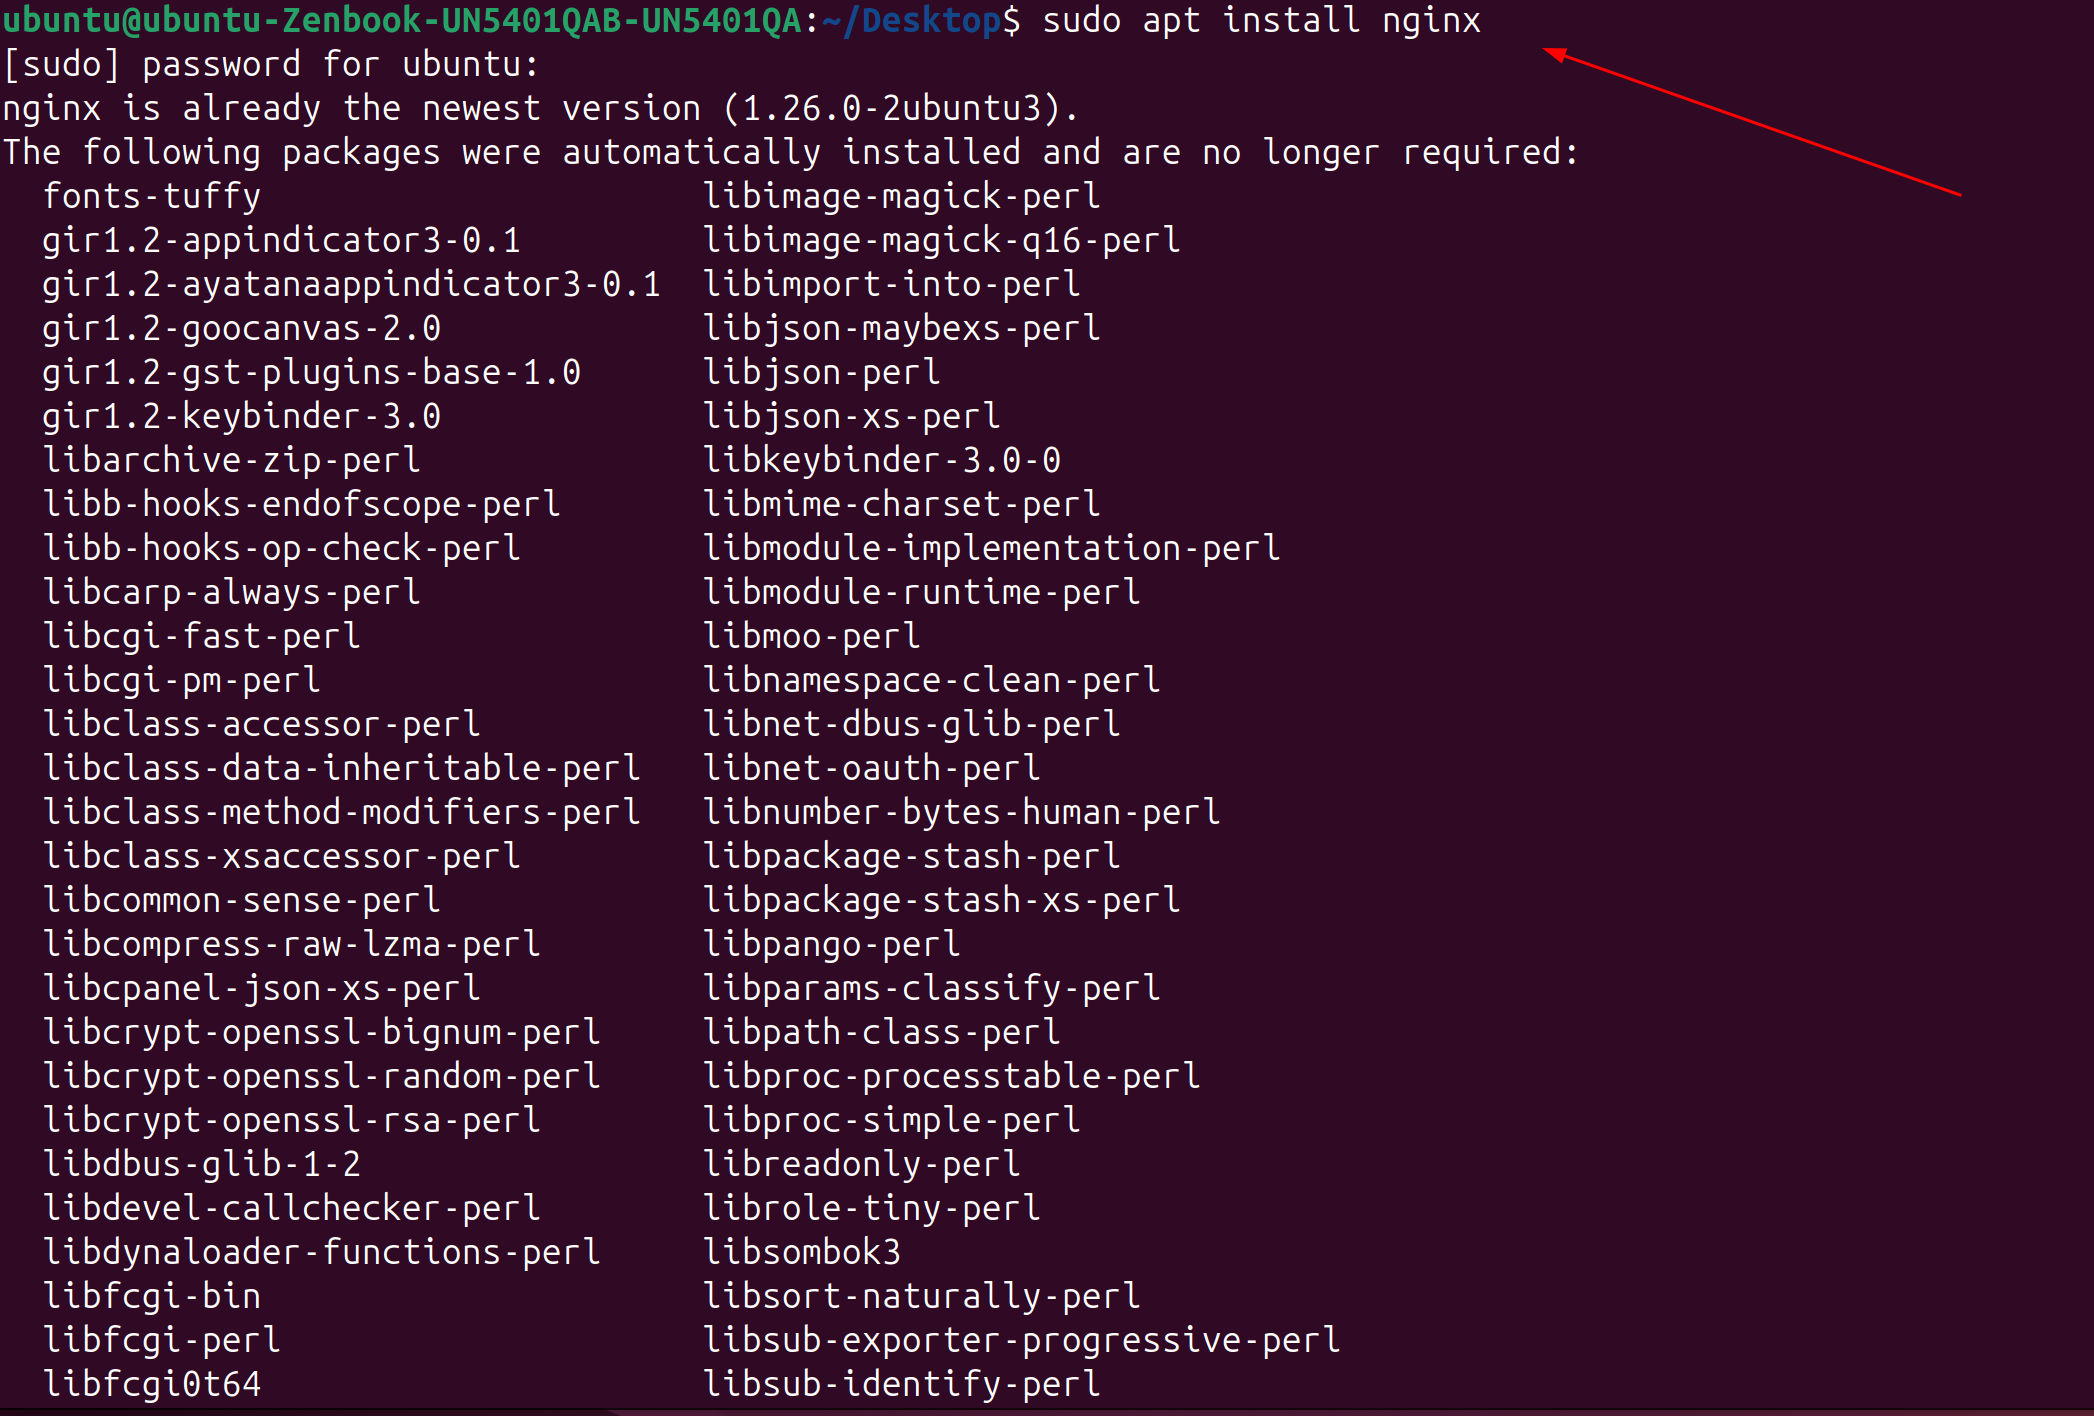 ubuntu@ubuntu-Zenbook-UN5401QAB-UN5401QA:~/Desktop$ sudo apt install nginx
[sudo] password for ubuntu:
nginx is already the newest version (1.26.0-2ubuntu3).
The following packages were automatically installed and are no longer required:
  fonts-tuffy                      libimage-magick-perl
  gir1.2-appindicator3-0.1         libimage-magick-q16-perl
  gir1.2-ayatanaappindicator3-0.1  libimport-into-perl
  gir1.2-goocanvas-2.0             libjson-maybexs-perl
  gir1.2-gst-plugins-base-1.0      libjson-perl
  gir1.2-keybinder-3.0             libjson-xs-perl
  libarchive-zip-perl              libkeybinder-3.0-0
  libb-hooks-endofscope-perl       libmime-charset-perl
  libb-hooks-op-check-perl         libmodule-implementation-perl
  libcarp-always-perl              libmodule-runtime-perl
  libcgi-fast-perl                 libmoo-perl
  libcgi-pm-perl                   libnamespace-clean-perl
  libclass-accessor-perl           libnet-dbus-glib-perl
  libclass-data-inheritable-perl   libnet-oauth-perl
  libclass-method-modifiers-perl   libnumber-bytes-human-perl
  libclass-xsaccessor-perl         libpackage-stash-perl
  libcommon-sense-perl             libpackage-stash-xs-perl
  libcompress-raw-lzma-perl        libpango-perl
  libcpanel-json-xs-perl           libparams-classify-perl
  libcrypt-openssl-bignum-perl     libpath-class-perl
  libcrypt-openssl-random-perl     libproc-processtable-perl
  libcrypt-openssl-rsa-perl        libproc-simple-perl
  libdbus-glib-1-2                 libreadonly-perl
  libdevel-callchecker-perl        librole-tiny-perl
  libdynaloader-functions-perl     libsombok3
  libfcgi-bin                      libsort-naturally-perl
  libfcgi-perl                     libsub-exporter-progressive-perl
  libfcgi0t64                      libsub-identify-perl